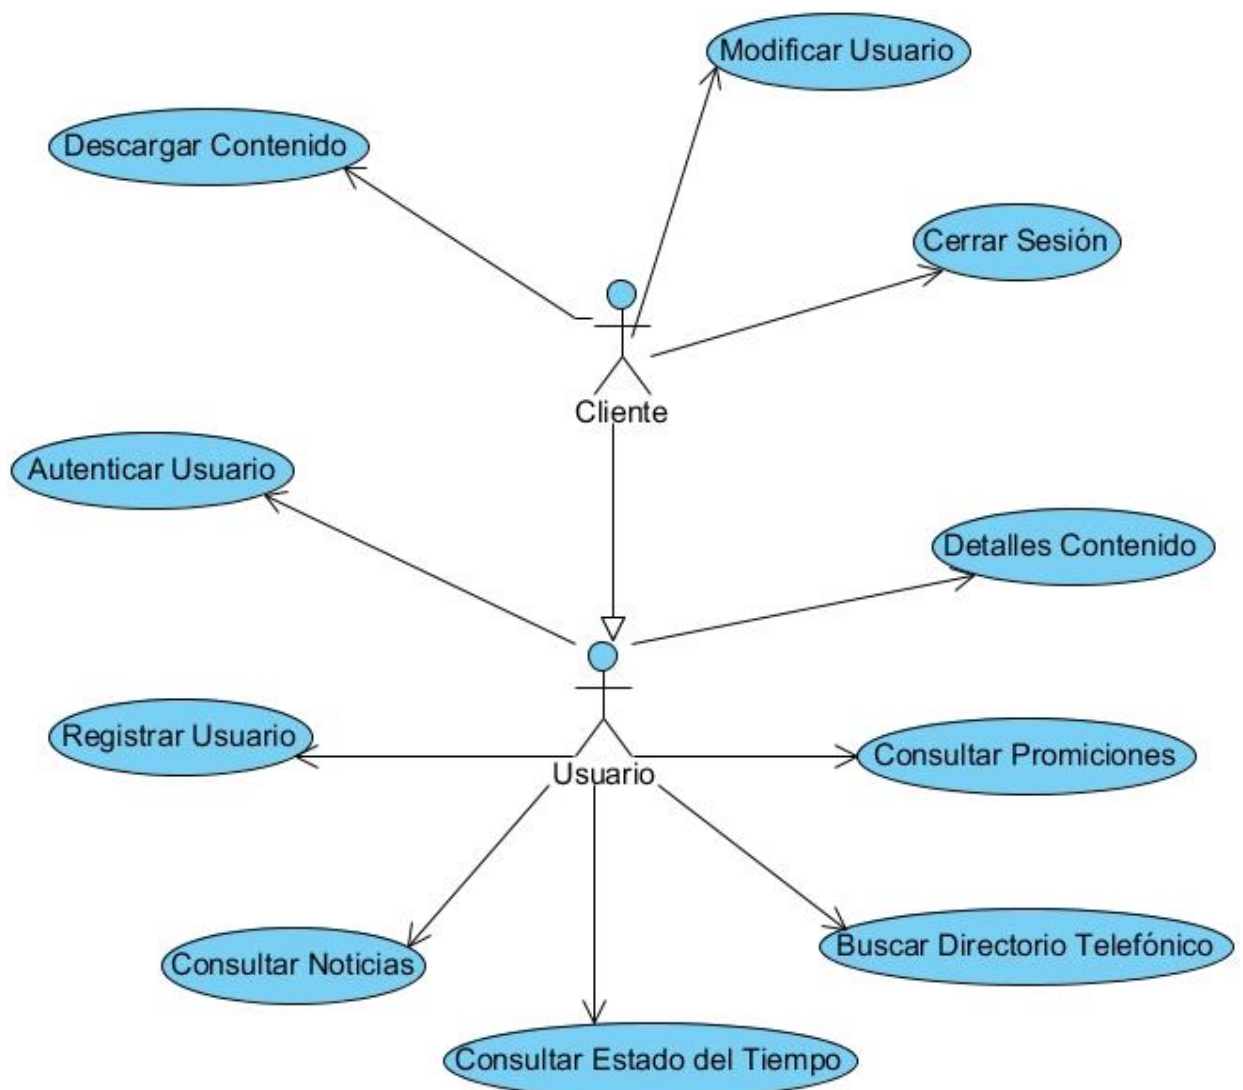 Modificar Usuario
Descargar Contenido
Cerrar Sesión
Cliente
Autenticar Usuario
Detalles Contenido
Registrar Usuario
Consultar Promiciones
Usuario
Consultar Noticias
Buscar Directorio Telefónico
Consultar Estado del Tiempo